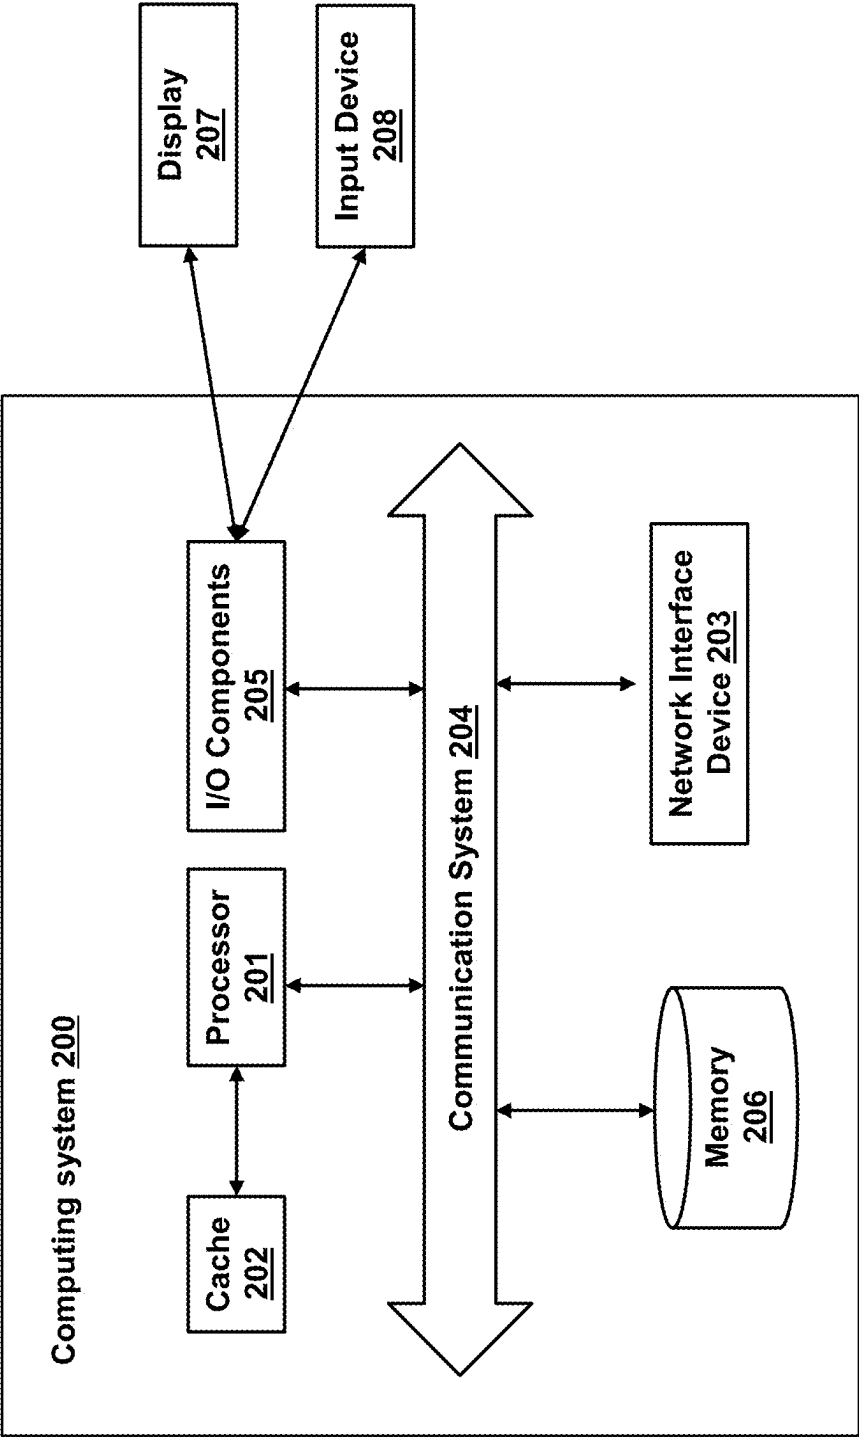 Computing system 200
Cache
202
Processor
201
I/O Components
205
Display
207
Input Device
208
Communication System 204
Memory
206
Network Interface
Device 203